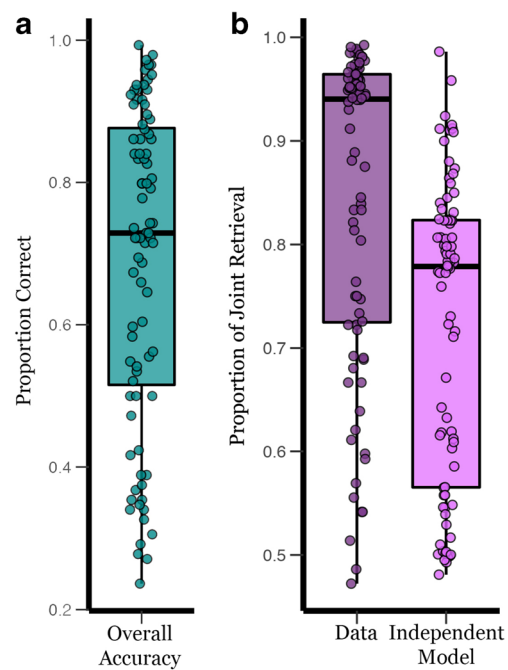 a
Proportion Correct
1.0
0.8
0.6
0.4
0.2
Overall
Accuracy
b
Proportion of Joint Retrieval
1.0
0.9
0.8
0.7
0.6
0.5
Data
Independent
Model